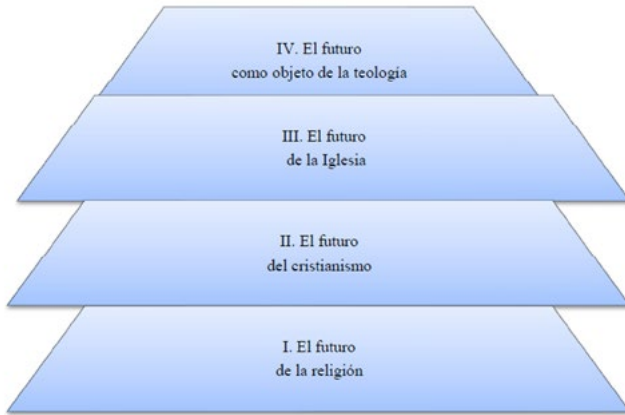 IV. El futuro
como objeto de la teología
III. El futuro
de la Iglesia
II. El futuro
del cristianismo
I. El futuro
de la religión